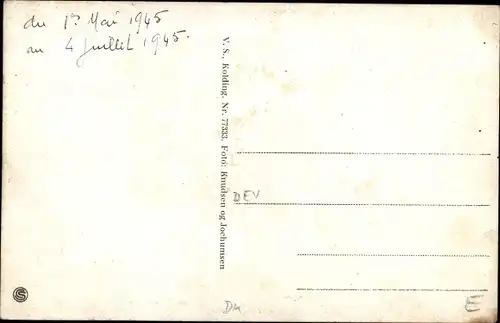 du 1er Mai 1945
au 4 Juillet 1945.
V. S., Kolding. Nr. 77333. Foto: Knudsen og Jochumsen
DEV
DK
E